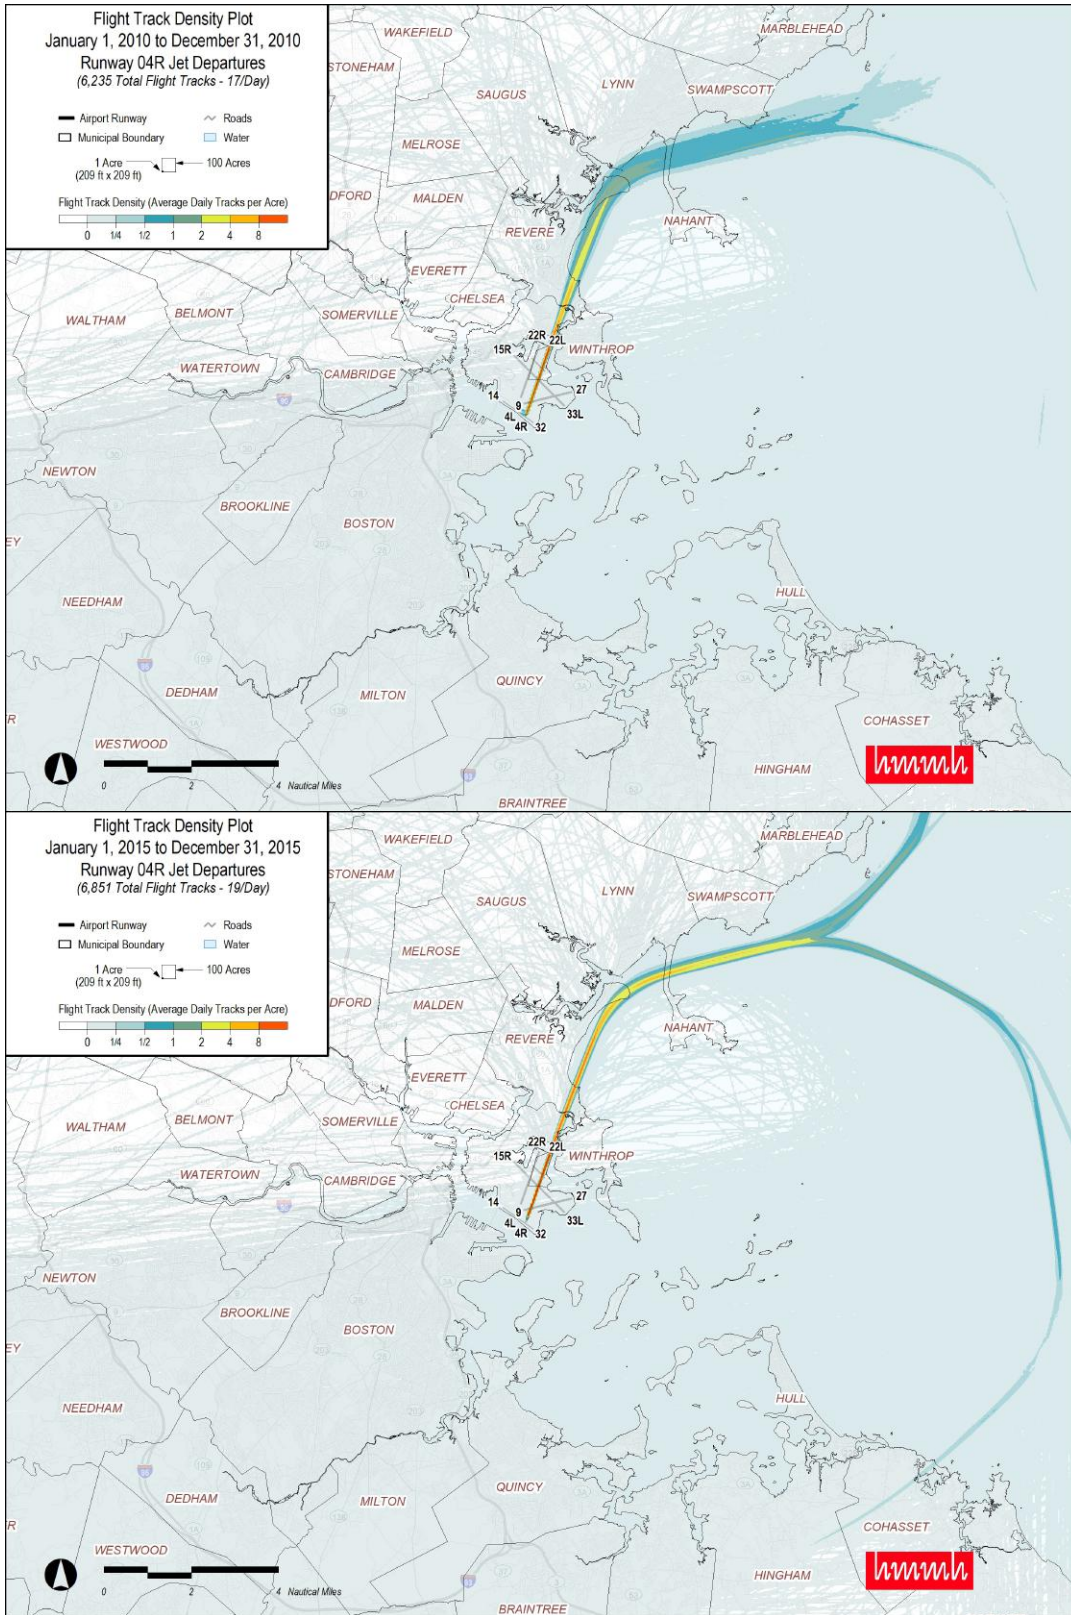 Flight Track Density Plot
January 1, 2010 to December 31, 2010
Runway 04R Jet Departures
(6,235 Total Flight Tracks - 17/Day)
Airport Runway
Roads
Municipal Boundary
Water
1 Acre
(209 ft x 209 ft)
100 Acres
Flight Track Density (Average Daily Tracks per Acre)
0 1/4 1/2 1 2 4 8
MARBLEHEAD
WAKEFIELD
STONEHAM
LYNN
SWAMPSCOTT
SAUGUS
MELROSE
DFORD
MALDEN
NAHANT
REVERE
EVERETT
CHELSEA
WALTHAM
BELMONT
SOMERVILLE
22R
22L
WINTHROP
15R
WATERTOWN
CAMBRIDGE
14
9
27
4L
33L
4R
32
NEWTON
BROOKLINE
BOSTON
EY
NEEDHAM
HULL
QUINCY
DEDHAM
MILTON
R
COHASSET
WESTWOOD
hmmh
HINGHAM
0 2 4 Nautical Miles
BRAINTREE
Flight Track Density Plot
January 1, 2015 to December 31, 2015
Runway 04R Jet Departures
(6,851 Total Flight Tracks - 19/Day)
Airport Runway
Roads
Municipal Boundary
Water
1 Acre
(209 ft x 209 ft)
100 Acres
Flight Track Density (Average Daily Tracks per Acre)
0 1/4 1/2 1 2 4 8
MARBLEHEAD
WAKEFIELD
STONEHAM
LYNN
SWAMPSCOTT
SAUGUS
MELROSE
DFORD
MALDEN
NAHANT
REVERE
EVERETT
CHELSEA
WALTHAM
BELMONT
SOMERVILLE
22R
22L
WINTHROP
15R
WATERTOWN
CAMBRIDGE
14
9
27
4L
33L
4R
32
NEWTON
BROOKLINE
BOSTON
EY
NEEDHAM
HULL
QUINCY
DEDHAM
MILTON
R
COHASSET
WESTWOOD
hmmh
HINGHAM
0 2 4 Nautical Miles
BRAINTREE